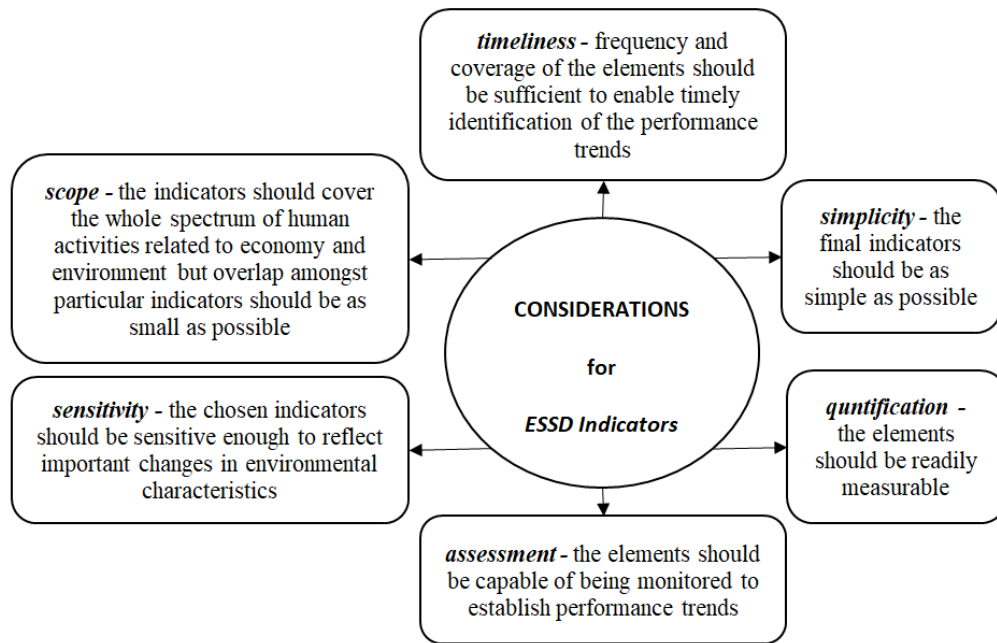 timeliness - frequency and
coverage of the elements should
be sufficient to enable timely
identification of the performance
trends
scope - the indicators should cover
the whole spectrum of human
activities related to economy and
environment but overlap amongst
particular indicators should be as
small as possible
simplicity - the
final indicators
should be as
simple as possible
CONSIDERATIONS
for
ESSD Indicators
sensitivity - the chosen indicators
should be sensitive enough to reflect
important changes in environmental
characteristics
quntification -
the elements
should be readily
measurable
assessment - the elements should
be capable of being monitored to
establish performance trends